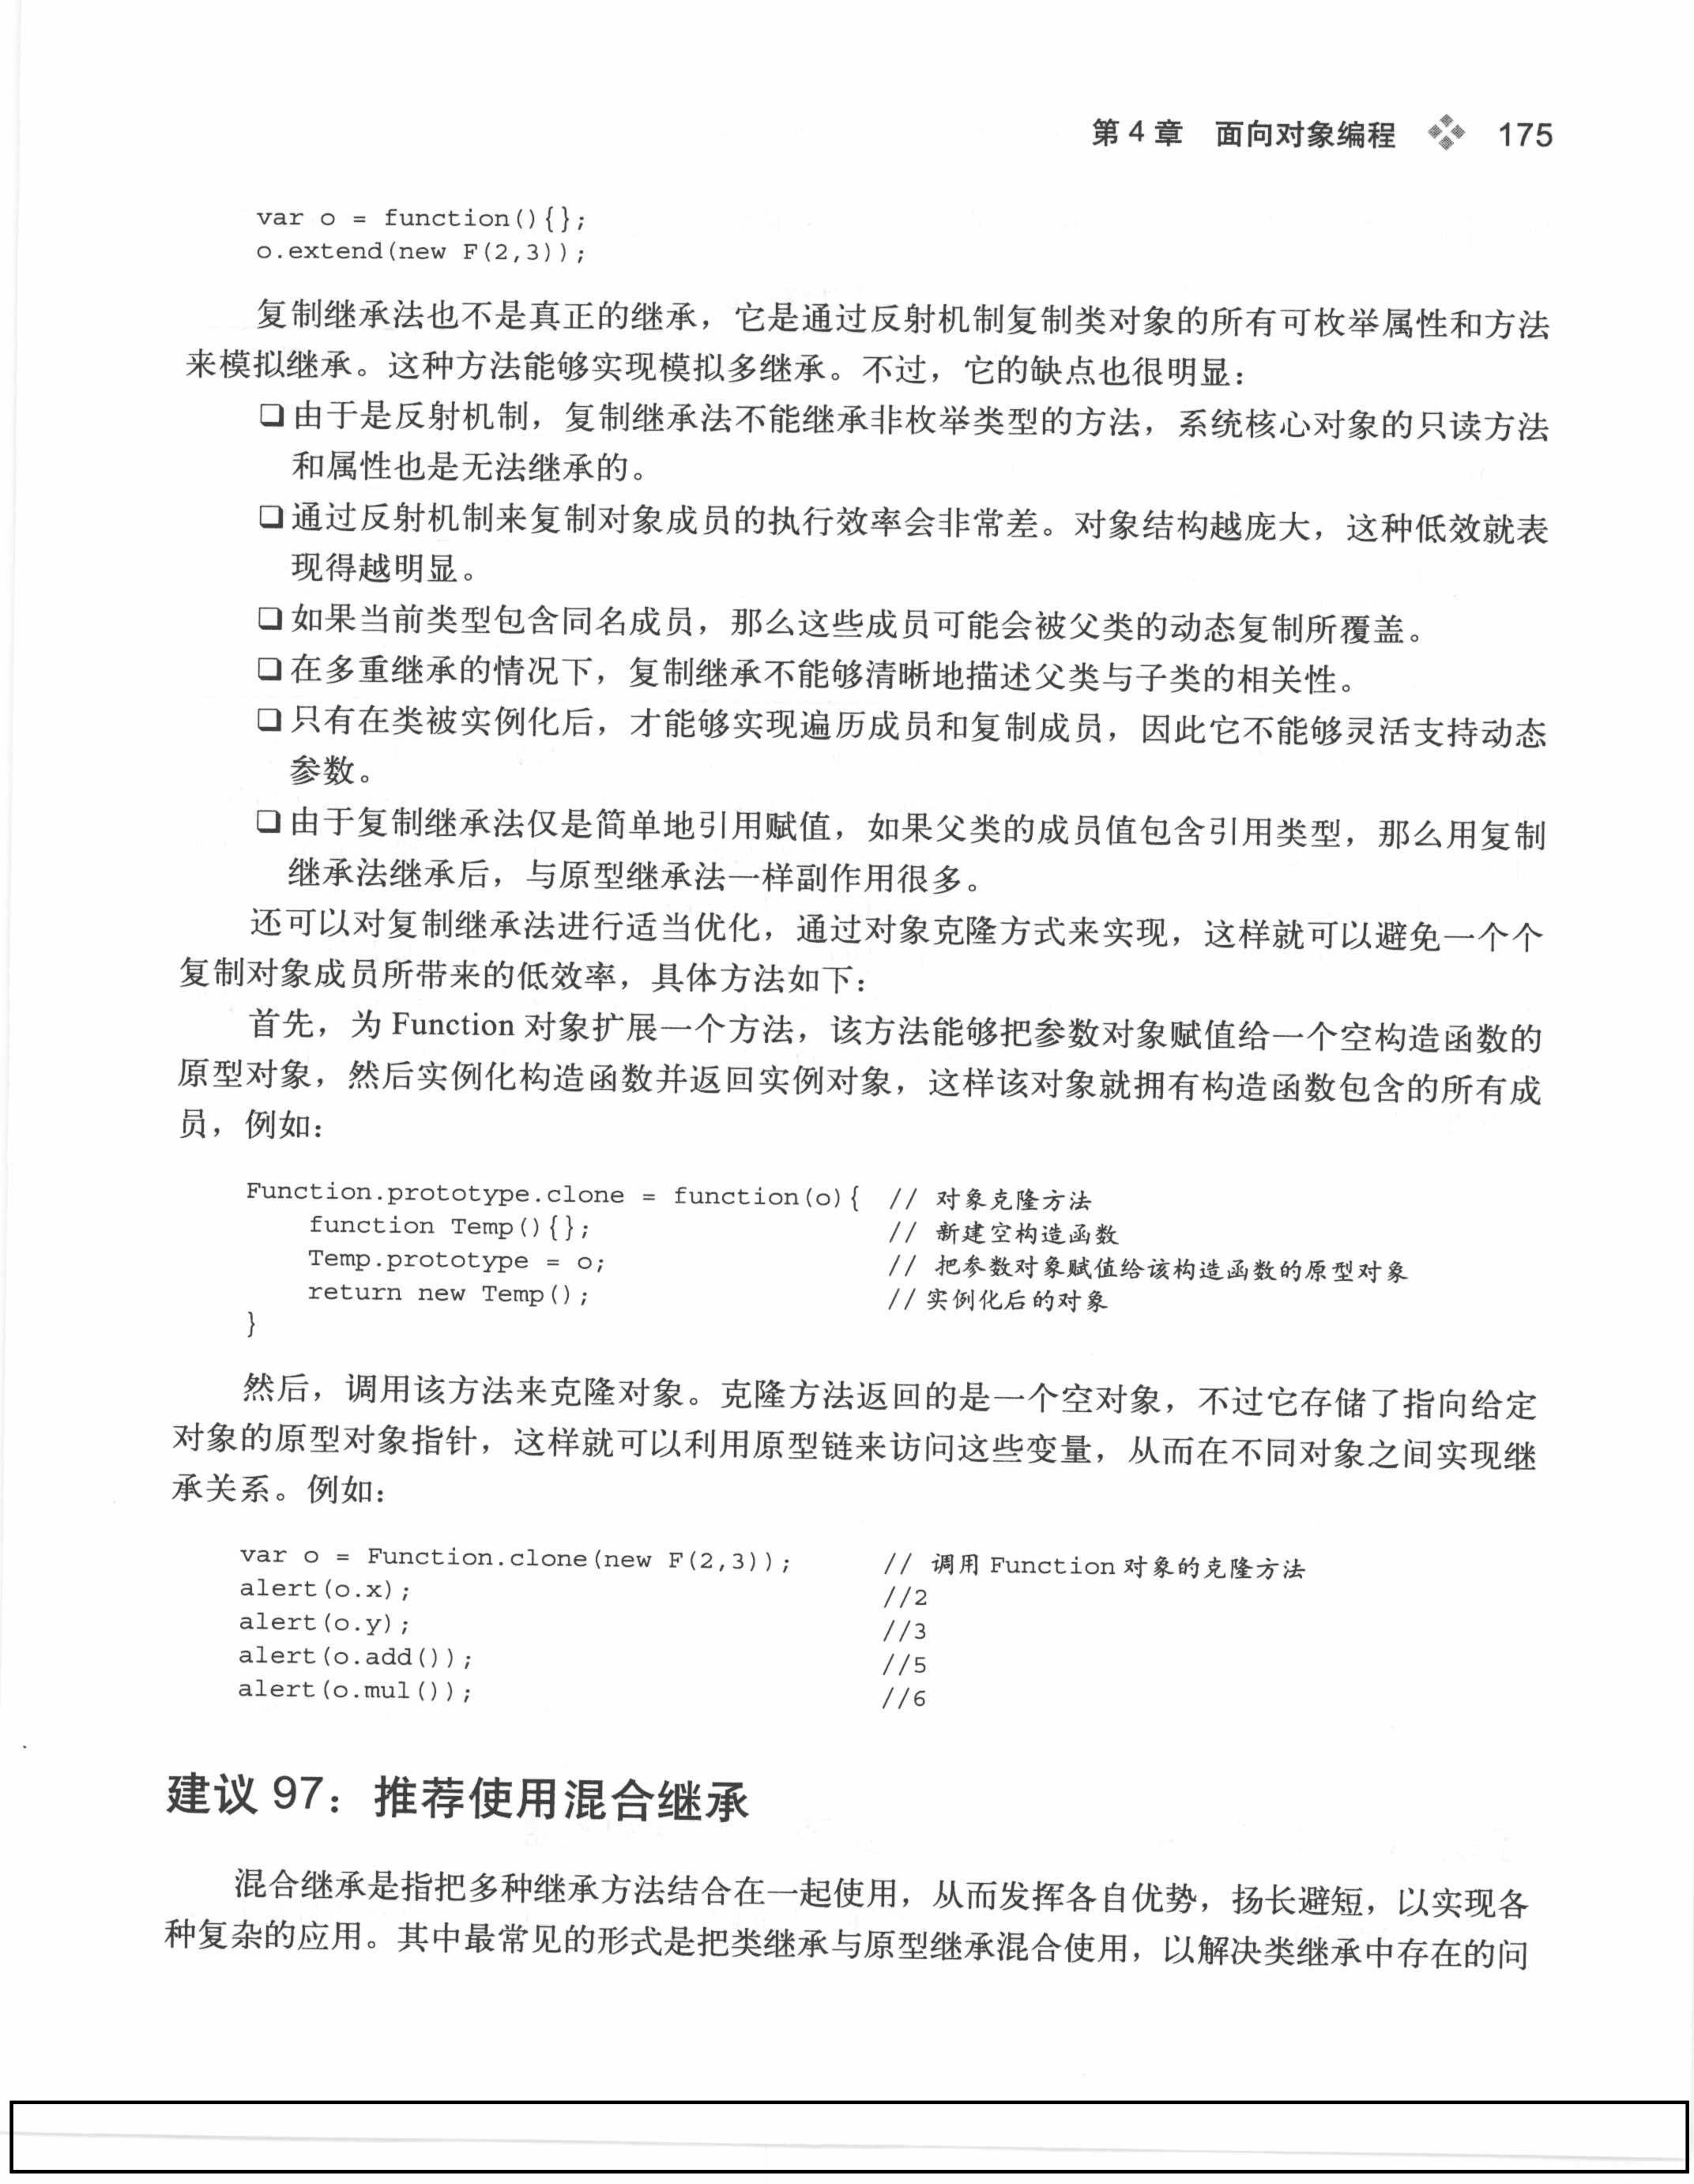 第 4 章 面向对象编程 175
var o = function(){};
o.extend(new F(2,3));
复制继承法也不是真正的继承，它是通过反射机制复制类对象的所有可枚举属性和方法
来模拟继承。这种方法能够实现模拟多继承。不过，它的缺点也很明显：
❑ 由于是反射机制，复制继承法不能继承非枚举类型的方法，系统核心对象的只读方法
和属性也是无法继承的。
❑ 通过反射机制来复制对象成员的执行效率会非常差。对象结构越庞大，这种低效就表
现得越明显。
❑ 如果当前类型包含同名成员，那么这些成员可能会被父类的动态复制所覆盖。
❑ 在多重继承的情况下，复制继承不能够清晰地描述父类与子类的相关性。
❑ 只有在类被实例化后，才能够实现遍历成员和复制成员，因此它不能够灵活支持动态
参数。
❑ 由于复制继承法仅是简单地引用赋值，如果父类的成员值包含引用类型，那么用复制
继承法继承后，与原型继承法一样副作用很多。
还可以对复制继承法进行适当优化，通过对象克隆方式来实现，这样就可以避免一个个
复制对象成员所带来的低效率，具体方法如下：
首先，为 Function 对象扩展一个方法，该方法能够把参数对象赋值给一个空构造函数的
原型对象，然后实例化构造函数并返回实例对象，这样该对象就拥有构造函数包含的所有成
员，例如：
Function.prototype.clone = function(o){ // 对象克隆方法
function Temp(){}; // 新建空构造函数
Temp.prototype = o; // 把参数对象赋值给该构造函数的原型对象
return new Temp(); // 实例化后的对象
}
然后，调用该方法来克隆对象。克隆方法返回的是一个空对象，不过它存储了指向给定
对象的原型对象指针，这样就可以利用原型链来访问这些变量，从而在不同对象之间实现继
承关系。例如：
var o = Function.clone(new F(2,3)); // 调用 Function 对象的克隆方法
alert(o.x); //2
alert(o.y); //3
alert(o.add()); //5
alert(o.mul()); //6
建议 97：推荐使用混合继承
混合继承是指把多种继承方法结合在一起使用，从而发挥各自优势，扬长避短，以实现各
种复杂的应用。其中最常见的形式是把类继承与原型继承混合使用，以解决类继承中存在的问